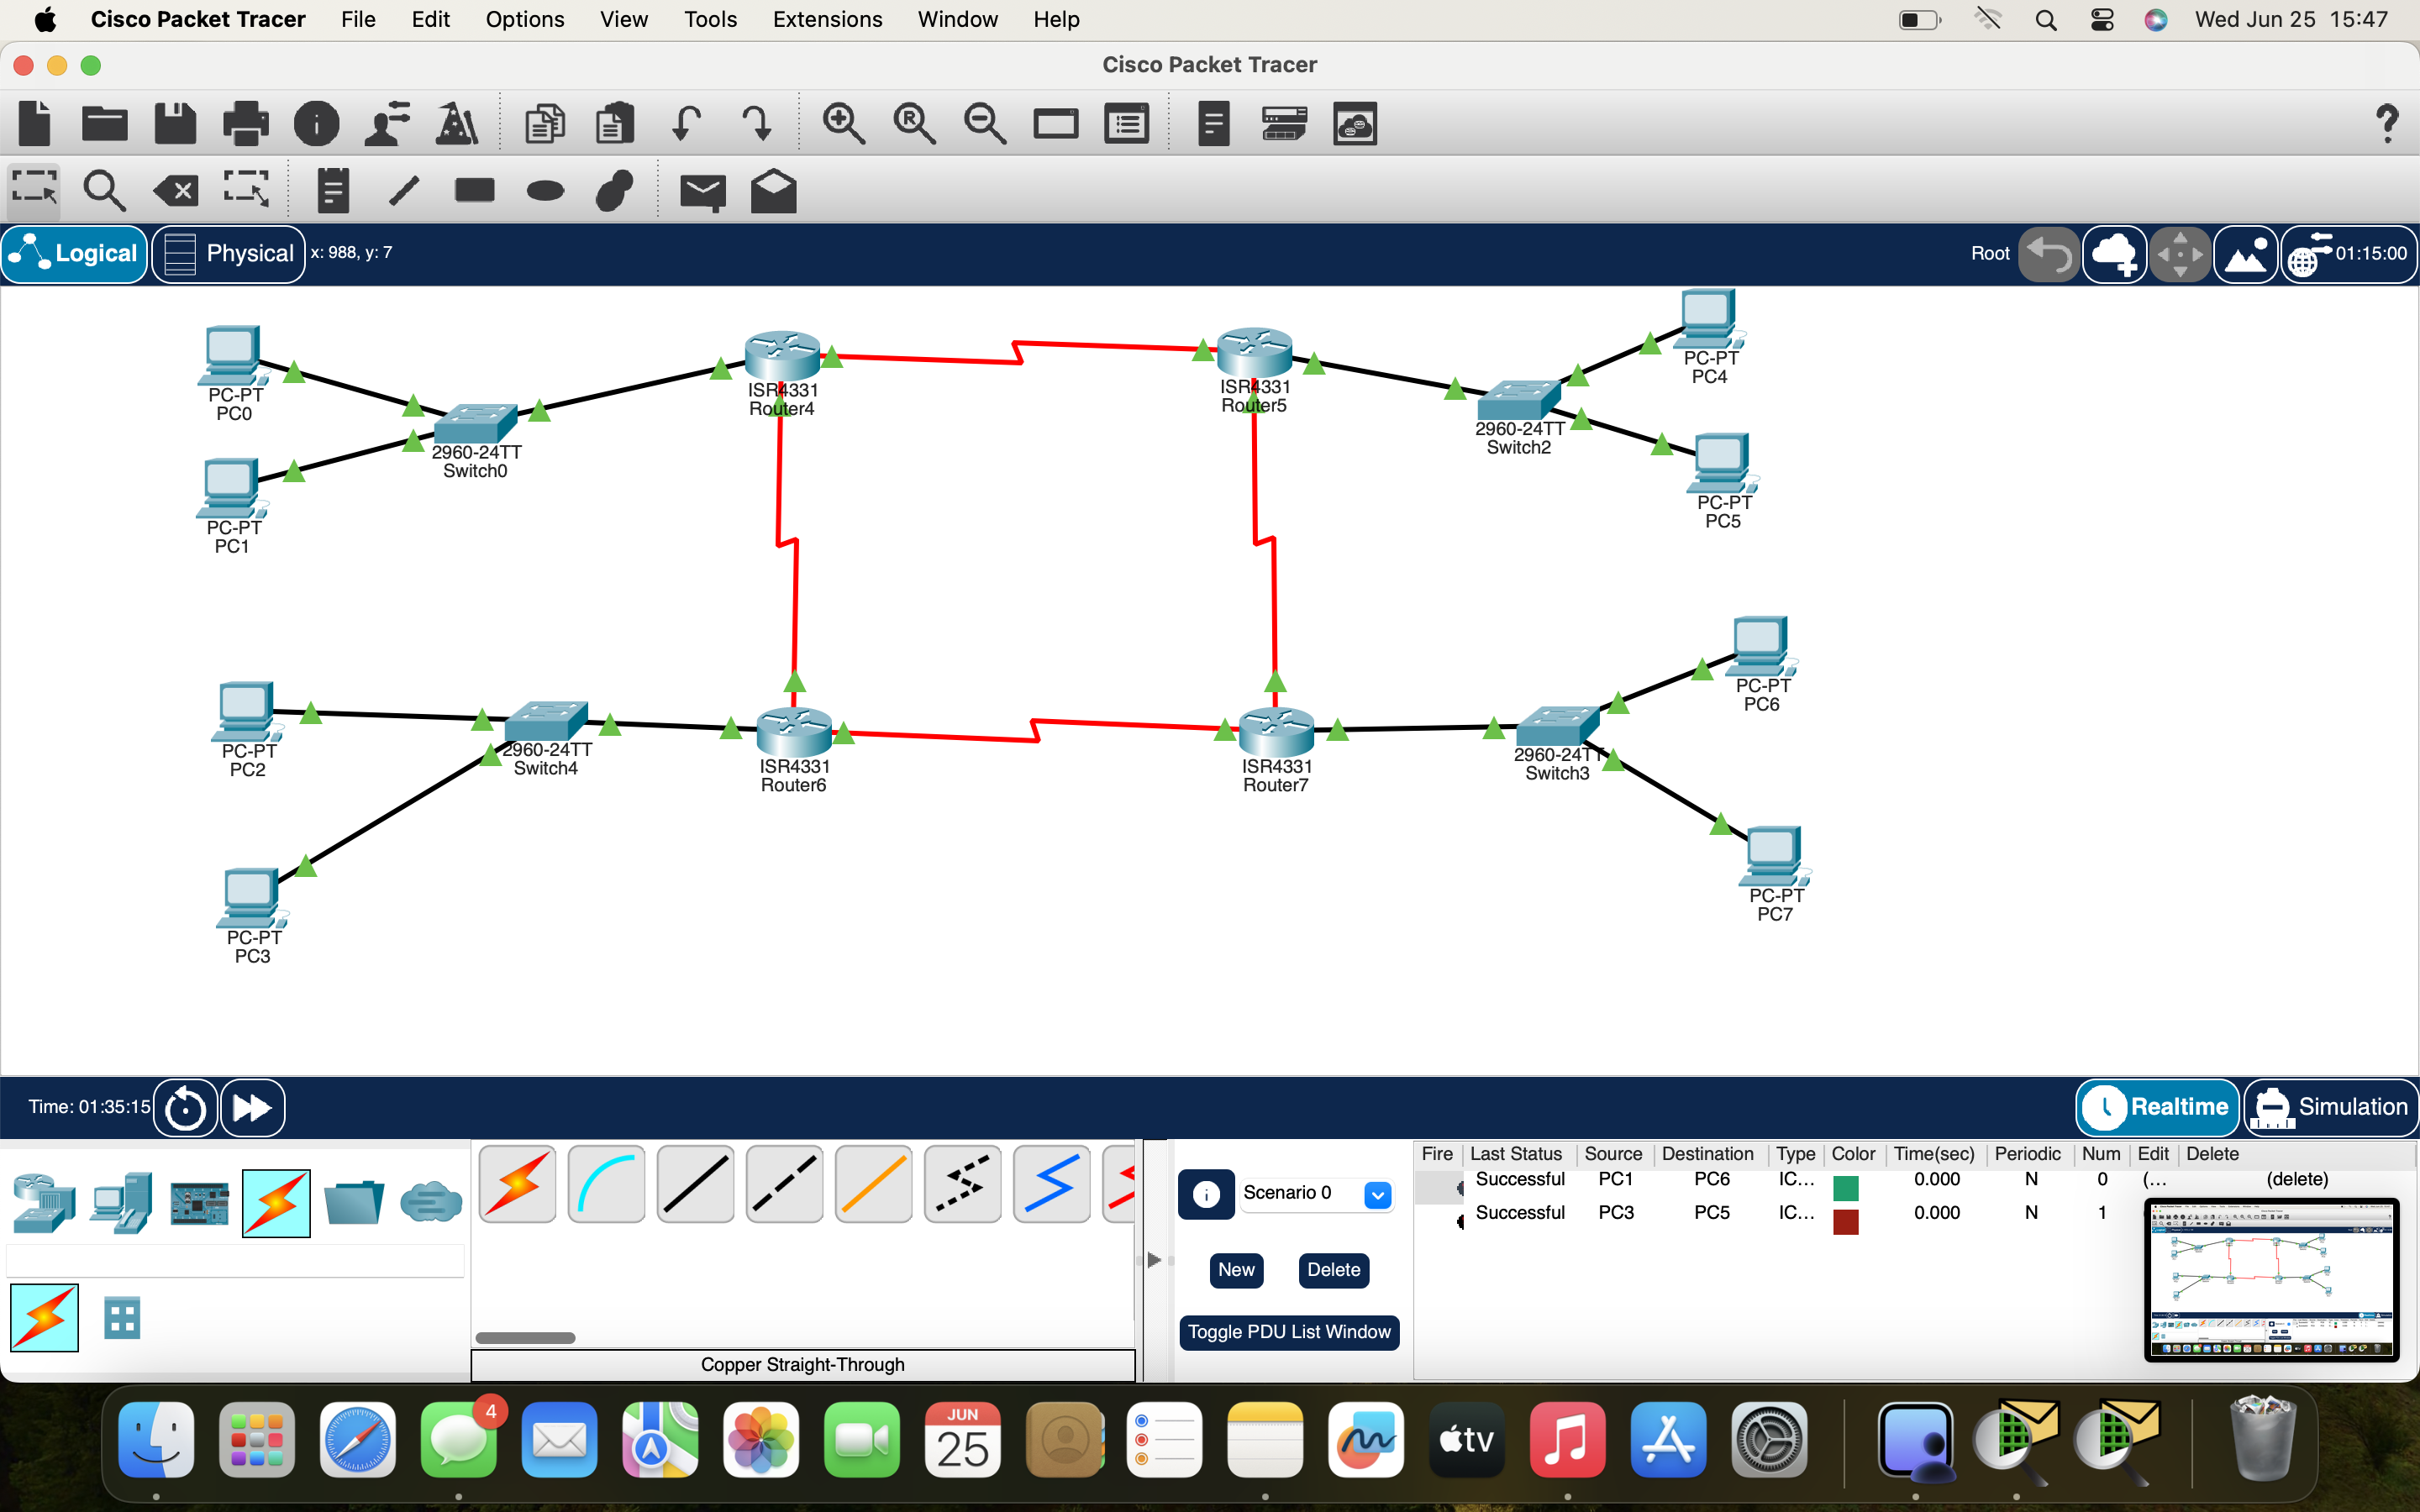 Cisco Packet Tracer File Edit Options View Tools Extensions Window Help Wed Jun 25 15:47
Cisco Packet Tracer
Logical Physical x: 988, y: 7 Root 01:15:00
PC-PT
PC0
PC-PT
PC1
2960-24TT
Switch0
ISR4331
Router4
ISR4331
Router5
2960-24TT
Switch2
PC-PT
PC4
PC-PT
PC5
PC-PT
PC2
PC-PT
PC3
2960-24TT
Switch4
ISR4331
Router6
ISR4331
Router7
2960-24TT
Switch3
PC-PT
PC6
PC-PT
PC7
Time: 01:35:15 Realtime Simulation
Scenario 0
New Delete
Toggle PDU List Window
Fire Last Status Source Destination Type Color Time(sec) Periodic Num Edit Delete
Successful PC1 PC6 IC... 0.000 N 0 (... (delete)
Successful PC3 PC5 IC... 0.000 N 1
Copper Straight-Through
4
JUN
25
tv